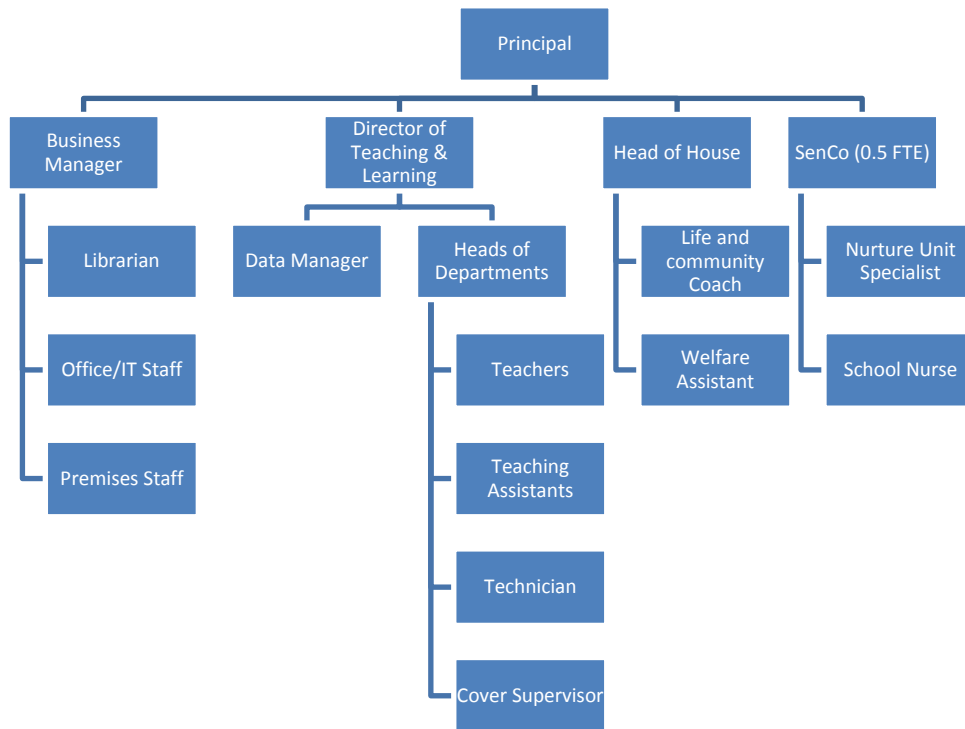 Principal
Business
Manager
Director of
Teaching &
Learning
Head of House
SenCo (0.5 FTE)
Librarian
Data Manager
Heads of
Departments
Life and
community
Coach
Nurture Unit
Specialist
Office/IT Staff
Teachers
Welfare
Assistant
School Nurse
Premises Staff
Teaching
Assistants
Technician
Cover Supervisor